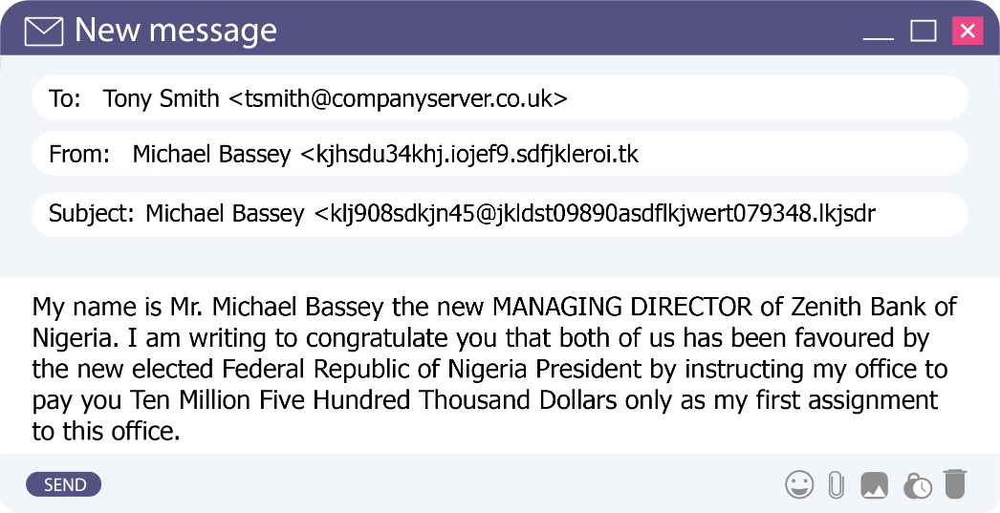 New message
To: Tony Smith <tsmith@companyserver.co.uk>
From: Michael Bassey <kjhsdu34khj.iojef9.sdfjkleroi.tk
Subject: Michael Bassey <klj908sdkjn45@jkldst09890asdflkjwert079348.lkjsdr
My name is Mr. Michael Bassey the new MANAGING DIRECTOR of Zenith Bank of
Nigeria. I am writing to congratulate you that both of us has been favoured by
the new elected Federal Republic of Nigeria President by instructing my office to
pay you Ten Million Five Hundred Thousand Dollars only as my first assignment
to this office.
SEND